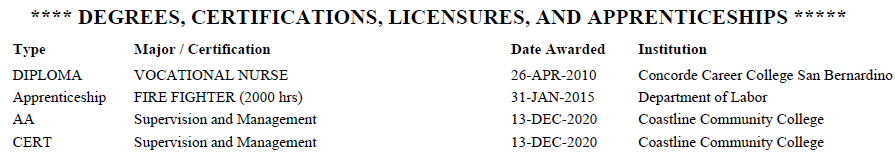 **** DEGREES, CERTIFICATIONS, LICENSURES, AND APPRENTICESHIPS *****
Type Major / Certification Date Awarded Institution
DIPLOMA VOCATIONAL NURSE 26-APR-2010 Concorde Career College San Bernardino
Apprenticeship FIRE FIGHTER (2000 hrs) 31-JAN-2015 Department of Labor
AA Supervision and Management 13-DEC-2020 Coastline Community College
CERT Supervision and Management 13-DEC-2020 Coastline Community College